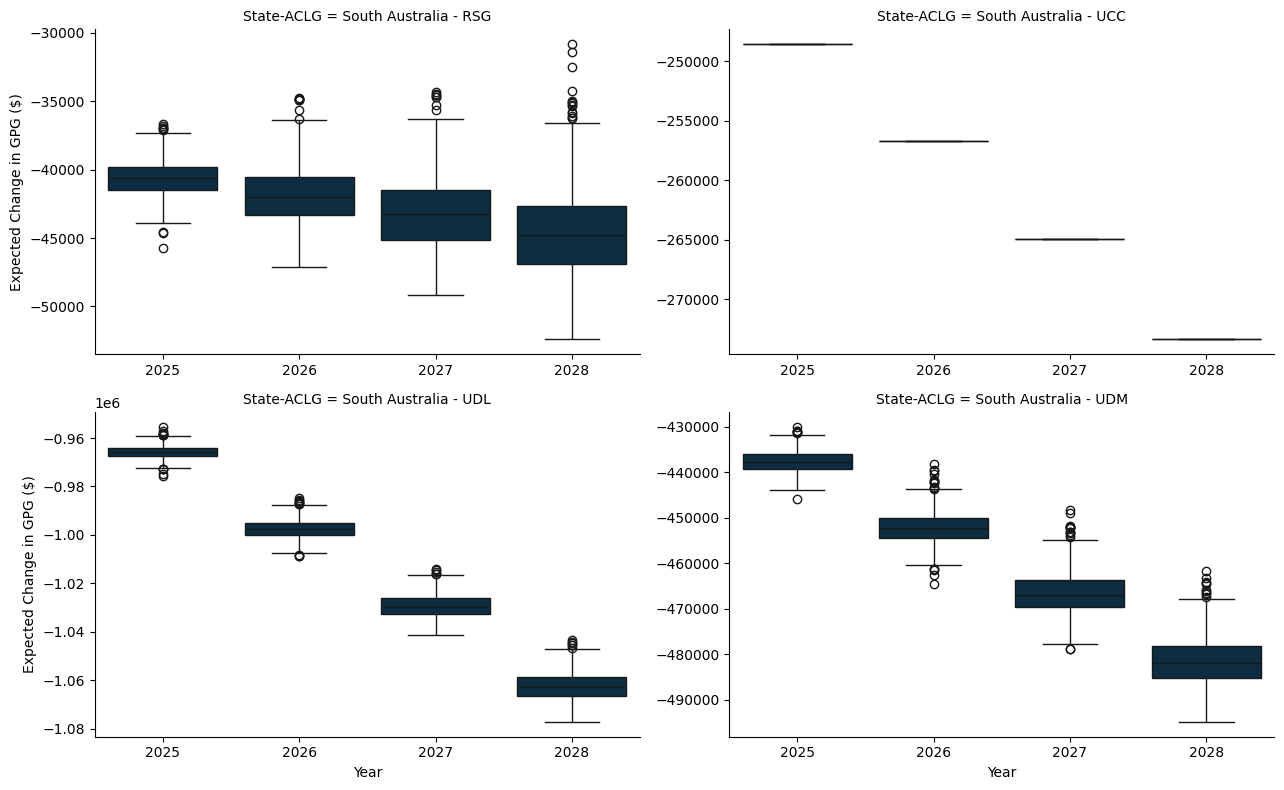 State-ACLG = South Australia - RSG
Expected Change in GPG ($)
−30000
−35000
−40000
−45000
−50000
2025 2026 2027 2028
State-ACLG = South Australia - UCC
−250000
−255000
−260000
−265000
−270000
2025 2026 2027 2028
State-ACLG = South Australia - UDL
1e6
Expected Change in GPG ($)
−0.96
−0.98
−1.00
−1.02
−1.04
−1.06
−1.08
2025 2026 2027 2028
Year
State-ACLG = South Australia - UDM
−430000
−440000
−450000
−460000
−470000
−480000
−490000
2025 2026 2027 2028
Year